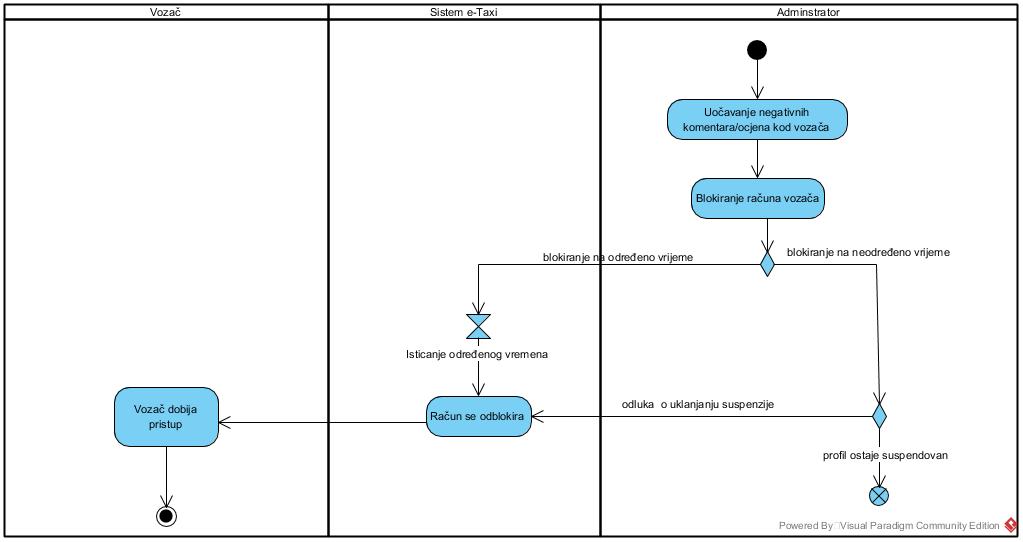 Vozač
Sistem e-Taxi
Adminstrator
Uočavanje negativnih
komentara/ocjena kod vozača
Blokiranje računa vozača
blokiranje na određeno vrijeme
blokiranje na neodređeno vrijeme
Isticanje određenog vremena
Vozač dobija
pristup
Račun se odblokira
odluka o uklanjanju suspenzije
profil ostaje suspendovan
Powered By Visual Paradigm Community Edition